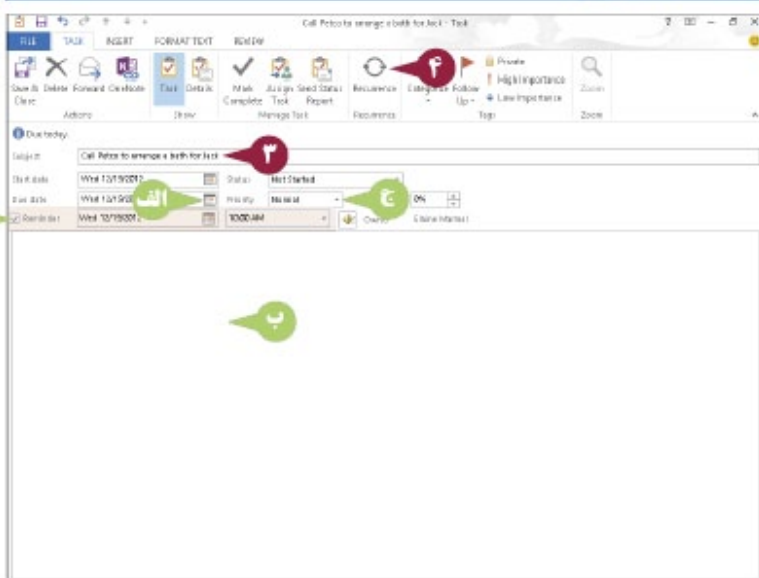 Call Petco to arrange a bath for Jack - Task
FILE TASK INSERT FORMAT TEXT REVIEW
Save & Close Delete Forward OneNote Task Details Mark Complete Assign Task Send Status Report Recurrence Categorize Follow Up Private High Importance Low Importance Zoom
Actions Show Manage Task Recurrence Tags Zoom
۴
Due today.
Subject Call Petco to arrange a bath for Jack
۳
Start date Wed 12/19/2012 Status Not Started
Due date Wed 12/19/2012 الف Priority Normal ج 0%
Reminder Wed 12/19/2012 10:00 AM Owner Elaine Marmel
ب